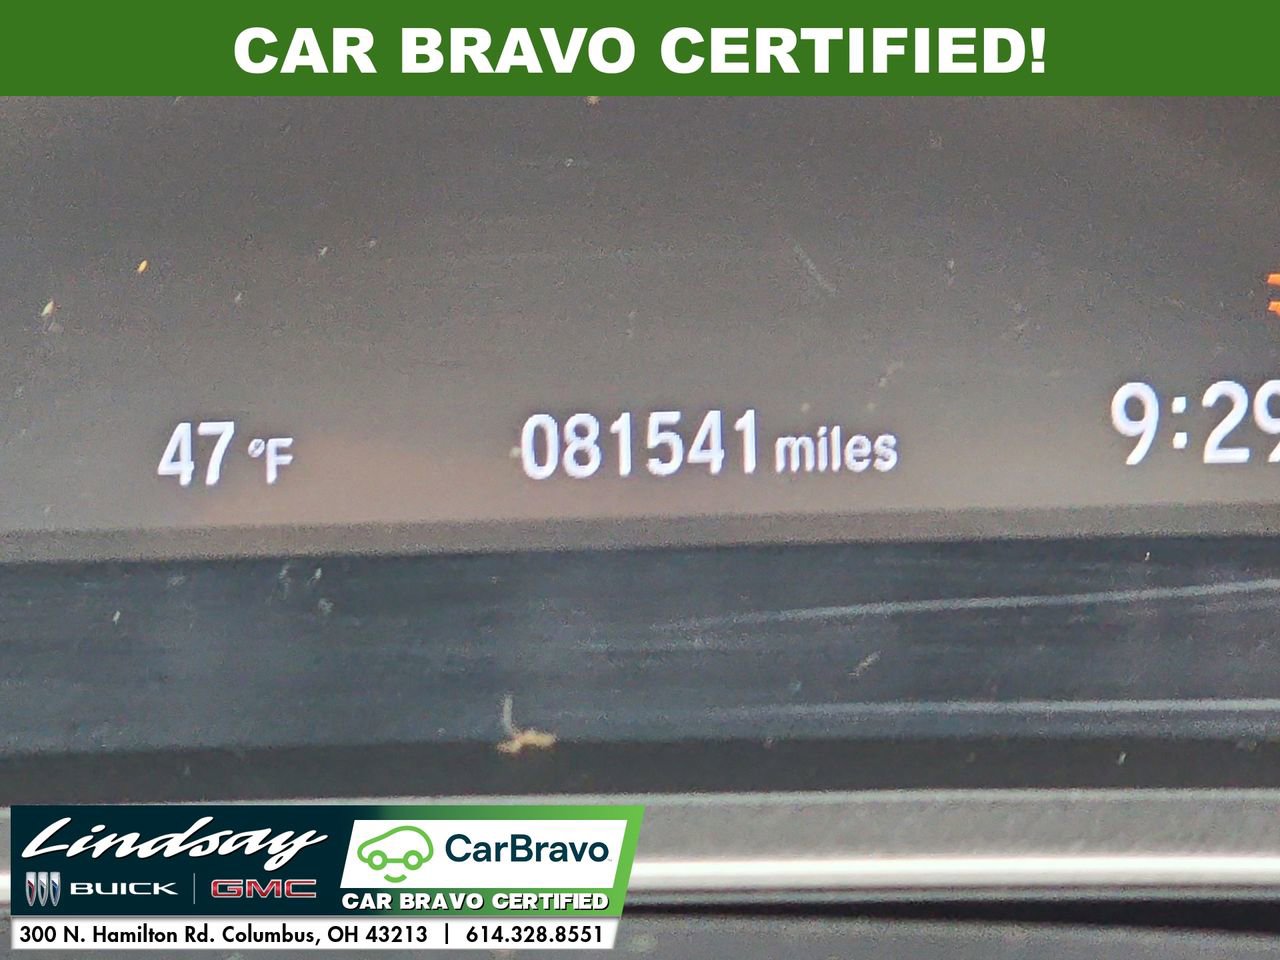 CAR BRAVO CERTIFIED!
47 °F 081541 miles 9:29
Lindsay
BUICK | GMC
CarBravo
CAR BRAVO CERTIFIED
300 N. Hamilton Rd. Columbus, OH 43213 | 614.328.8551